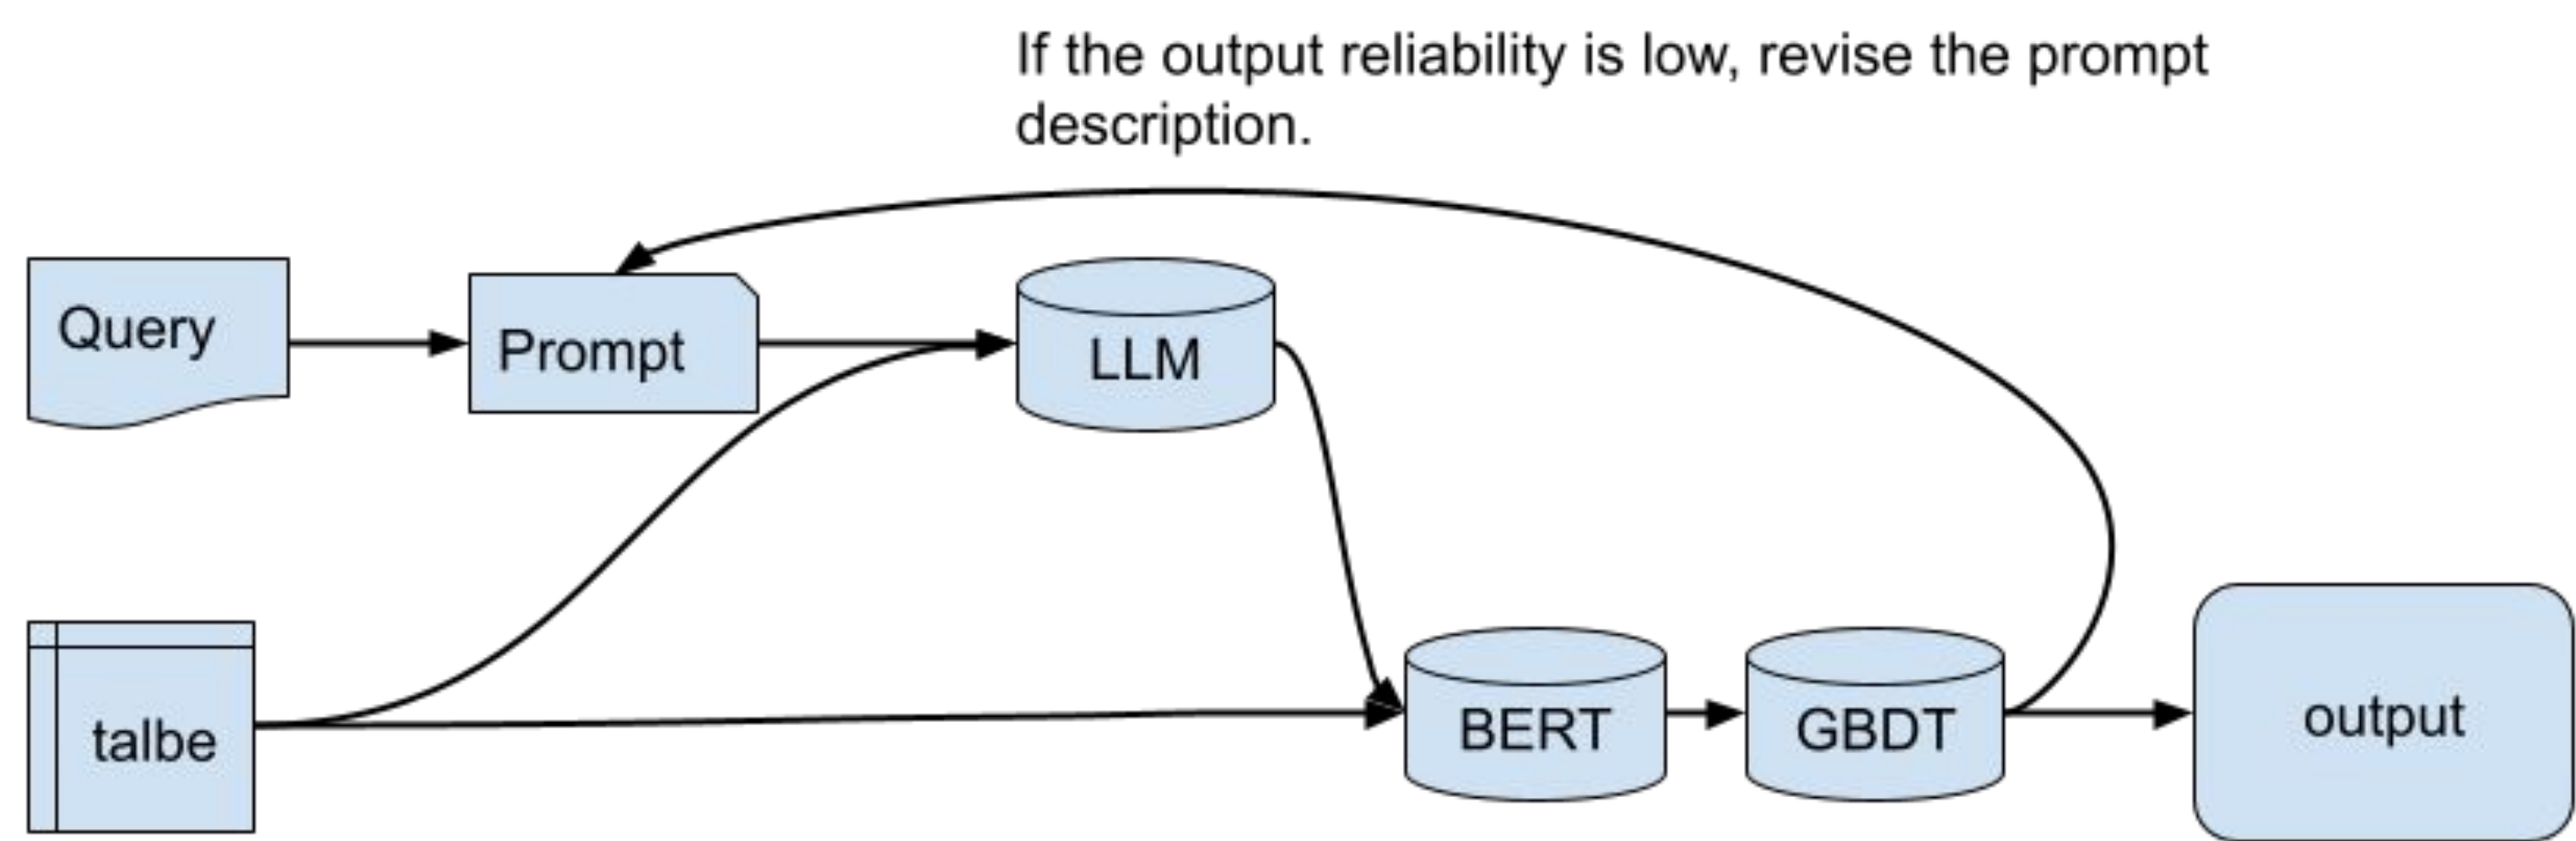 If the output reliability is low, revise the prompt
description.
Query
Prompt
LLM
talbe
BERT
GBDT
output